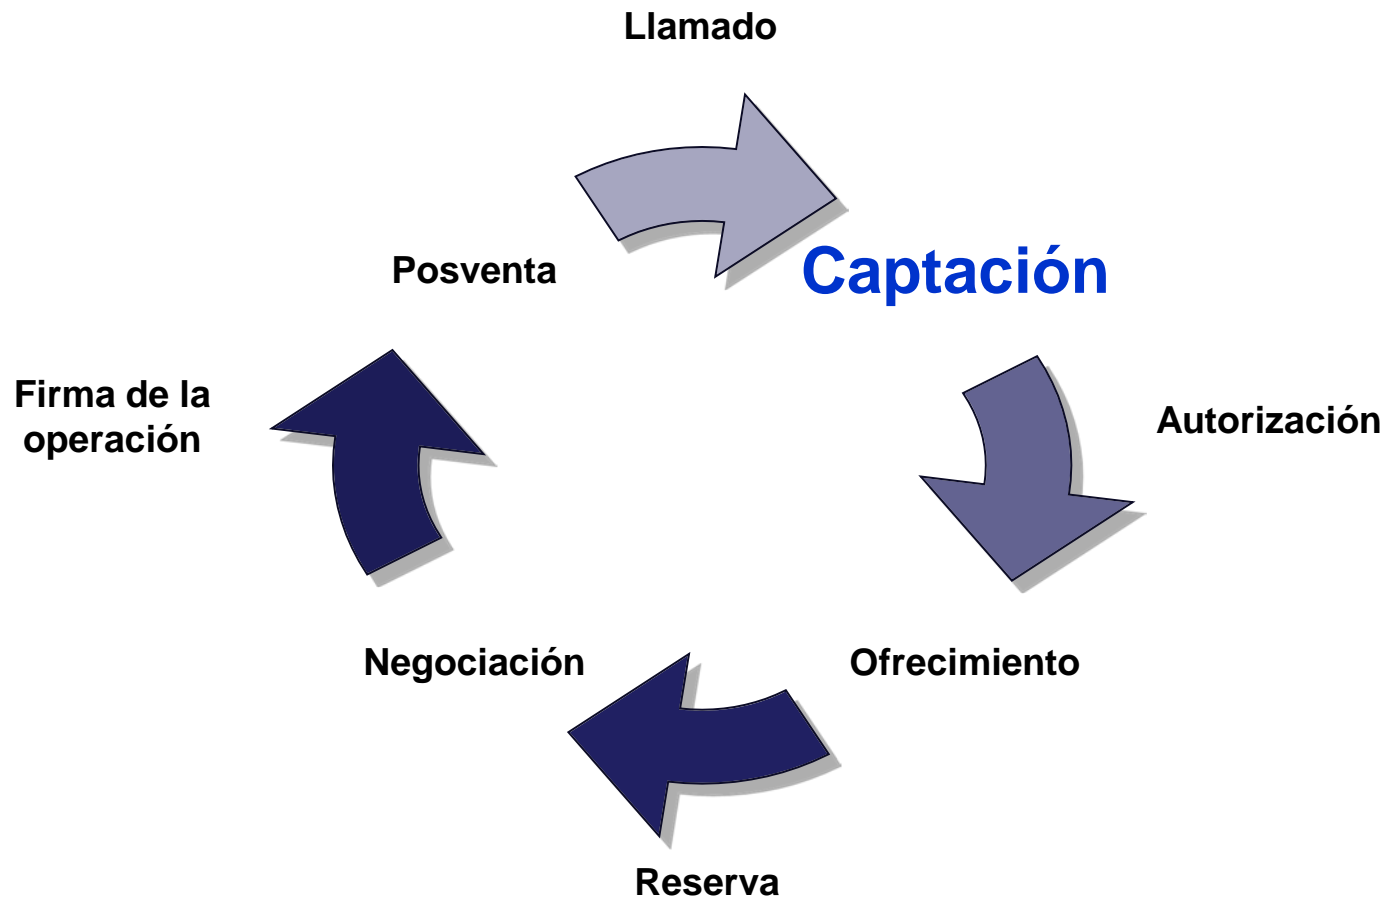 Llamado
Posventa
Captación
Firma de la
operación
Autorización
Negociación
Ofrecimiento
Reserva